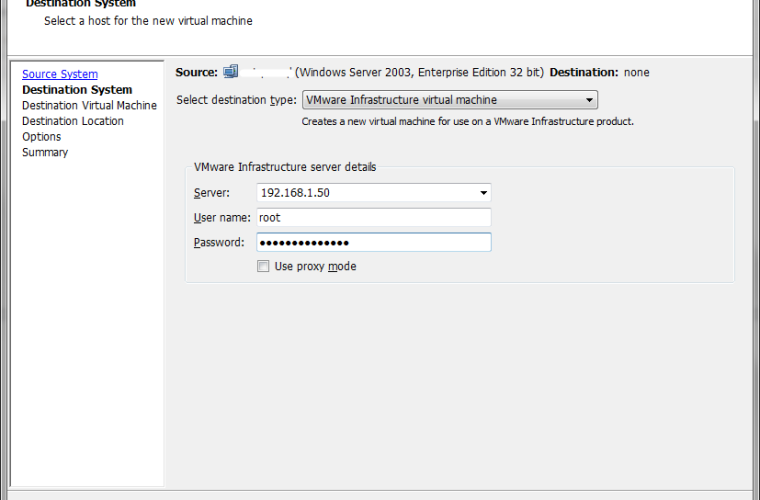 Destination System
Select a host for the new virtual machine
Source System
Destination System
Destination Virtual Machine
Destination Location
Options
Summary
Source: (Windows Server 2003, Enterprise Edition 32 bit) Destination: none
Select destination type: VMware Infrastructure virtual machine
Creates a new virtual machine for use on a VMware Infrastructure product.
VMware Infrastructure server details
Server: 192.168.1.50
User name: root
Password: ••••••••••••••
Use proxy mode